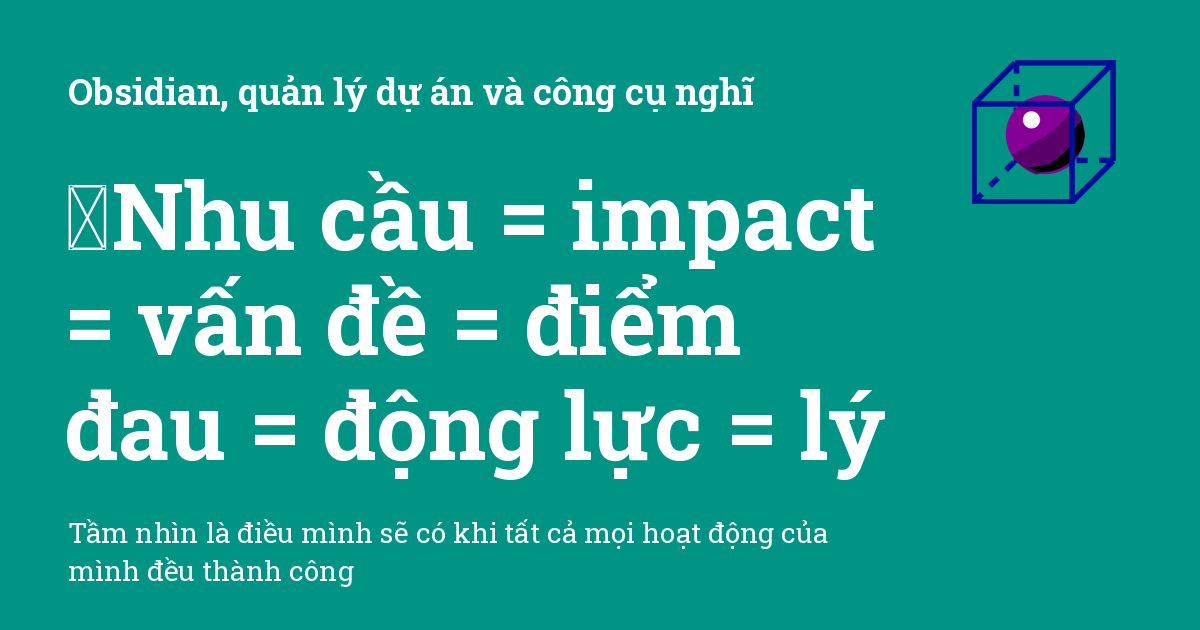 Obsidian, quản lý dự án và công cụ nghĩ
Nhu cầu = impact
= vấn đề = điểm
đau = động lực = lý
Tầm nhìn là điều mình sẽ có khi tất cả mọi hoạt động của
mình đều thành công